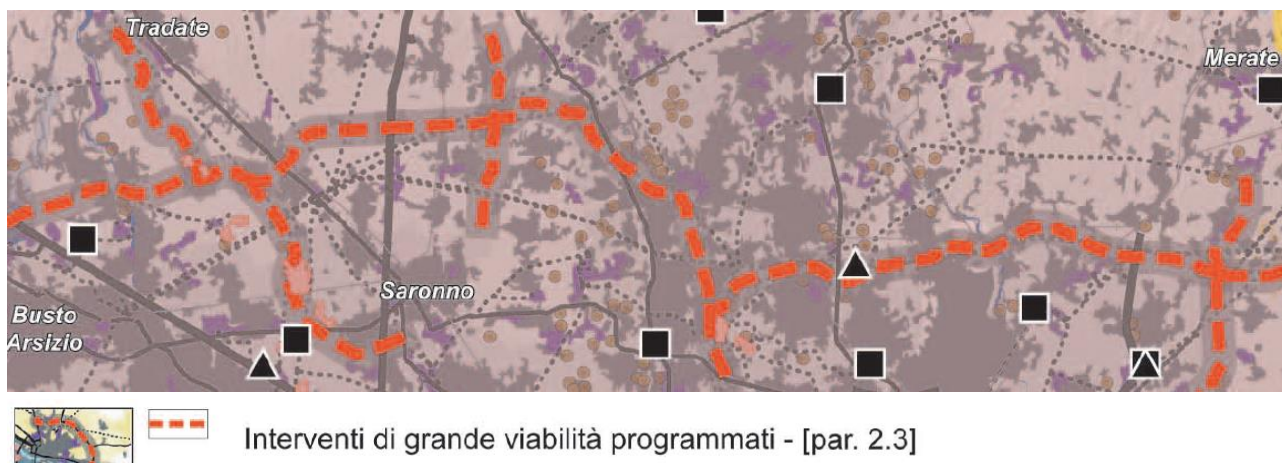 Tradate
Merate
Saronno
Busto
Arsizio
Interventi di grande viabilità programmati - [par. 2.3]